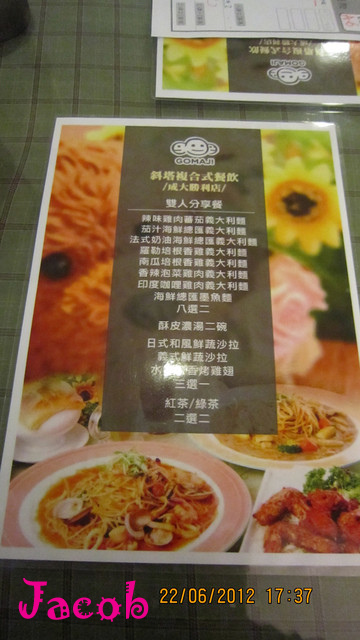 GOMAJI
GOMAJI
斜塔複合式餐飲
/成大勝利店/
雙人分享餐
辣味雞肉蕃茄義大利麵
茄汁海鮮總匯義大利麵
法式奶油海鮮總匯義大利麵
羅勒培根香雞義大利麵
南瓜培根香雞義大利麵
香辣泡菜雞肉義大利麵
印度咖哩雞肉義大利麵
海鮮總匯墨魚麵
八選二
酥皮濃湯二碗
日式和風鮮蔬沙拉
義式鮮蔬沙拉
水 香烤雞翅
三選一
紅茶/綠茶
二選二
Jacob
22/06/2012 17:37